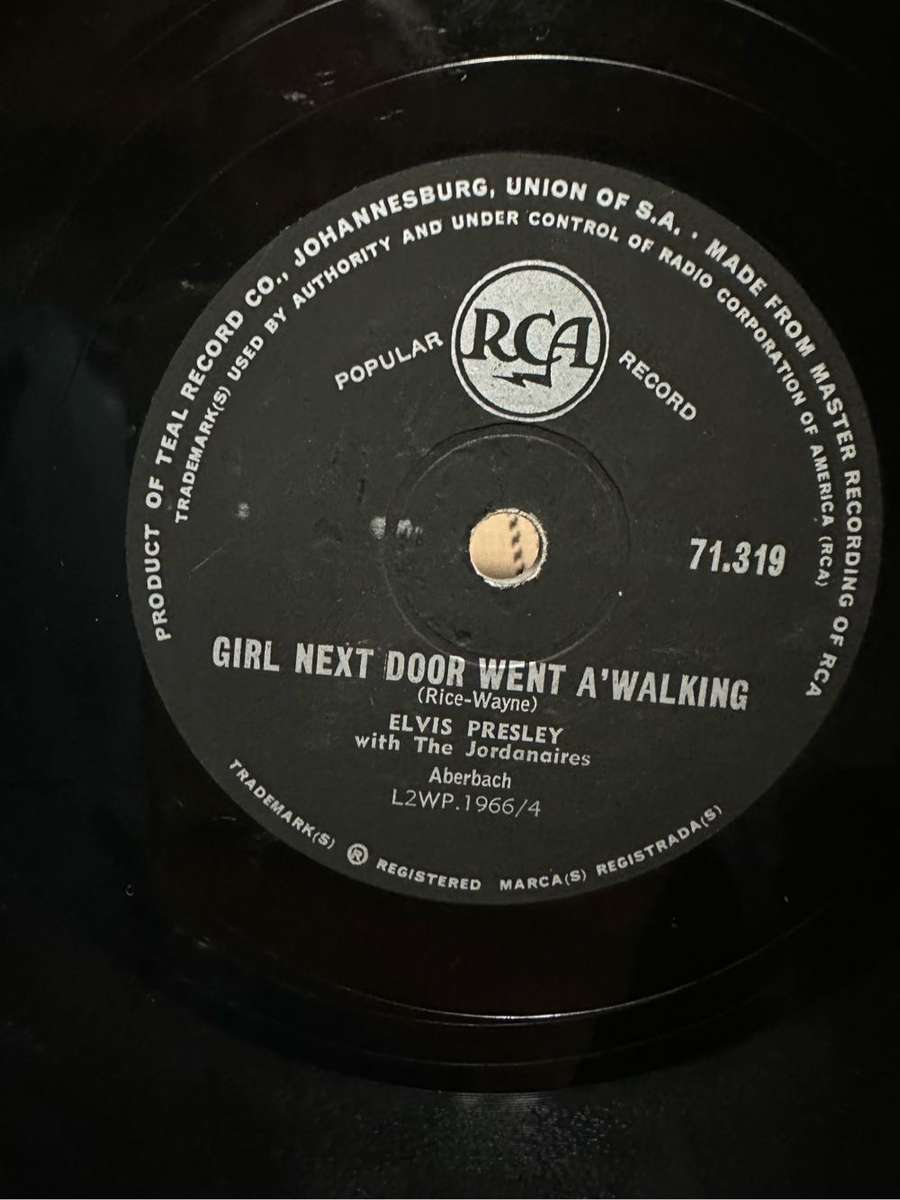 PRODUCT OF TEAL RECORD CO., JOHANNESBURG, UNION OF S.A. · MADE FROM MASTER RECORDING OF RCA
TRADEMARK(S) USED BY AUTHORITY AND UNDER CONTROL OF RADIO CORPORATION OF AMERICA (RCA)
POPULAR RCA RECORD
71.319
GIRL NEXT DOOR WENT A'WALKING
(Rice-Wayne)
ELVIS PRESLEY
with The Jordanaires
Aberbach
L2WP.1966/4
TRADEMARK(S) ® REGISTERED MARCA(S) REGISTRADA(S)